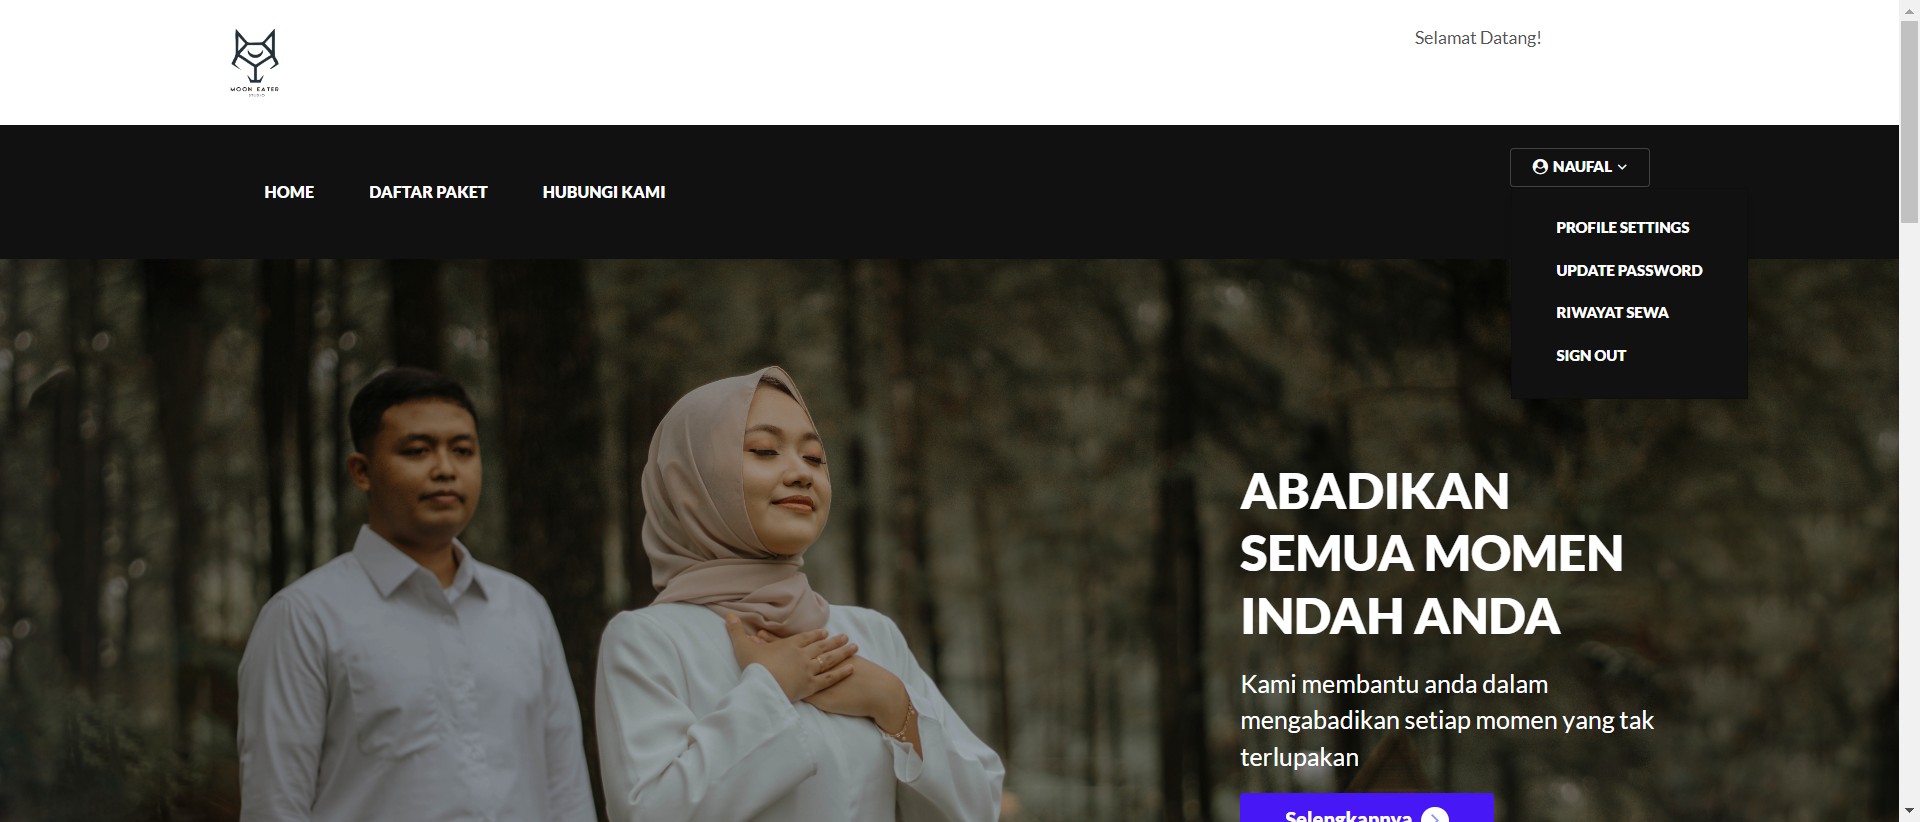 MOON EATER
STUDIO
Selamat Datang!
HOME
DAFTAR PAKET
HUBUNGI KAMI
NAUFAL
PROFILE SETTINGS
UPDATE PASSWORD
RIWAYAT SEWA
SIGN OUT
ABADIKAN
SEMUA MOMEN
INDAH ANDA
Kami membantu anda dalam
mengabadikan setiap momen yang tak
terlupakan
Selengkapnya